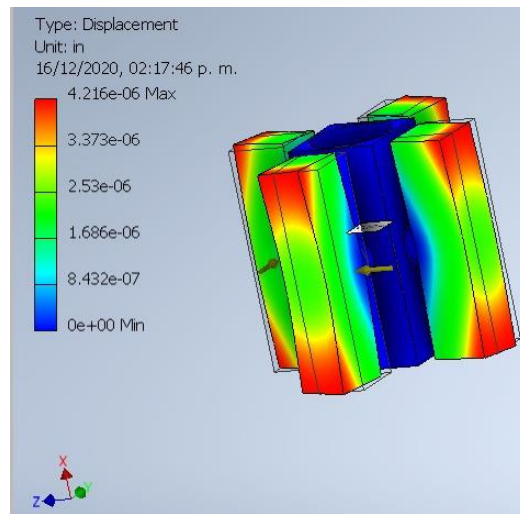 Type: Displacement
Unit: in
16/12/2020, 02:17:46 p. m.
4.216e-06 Max
3.373e-06
2.53e-06
1.686e-06
8.432e-07
0e+00 Min
X
Y
Z